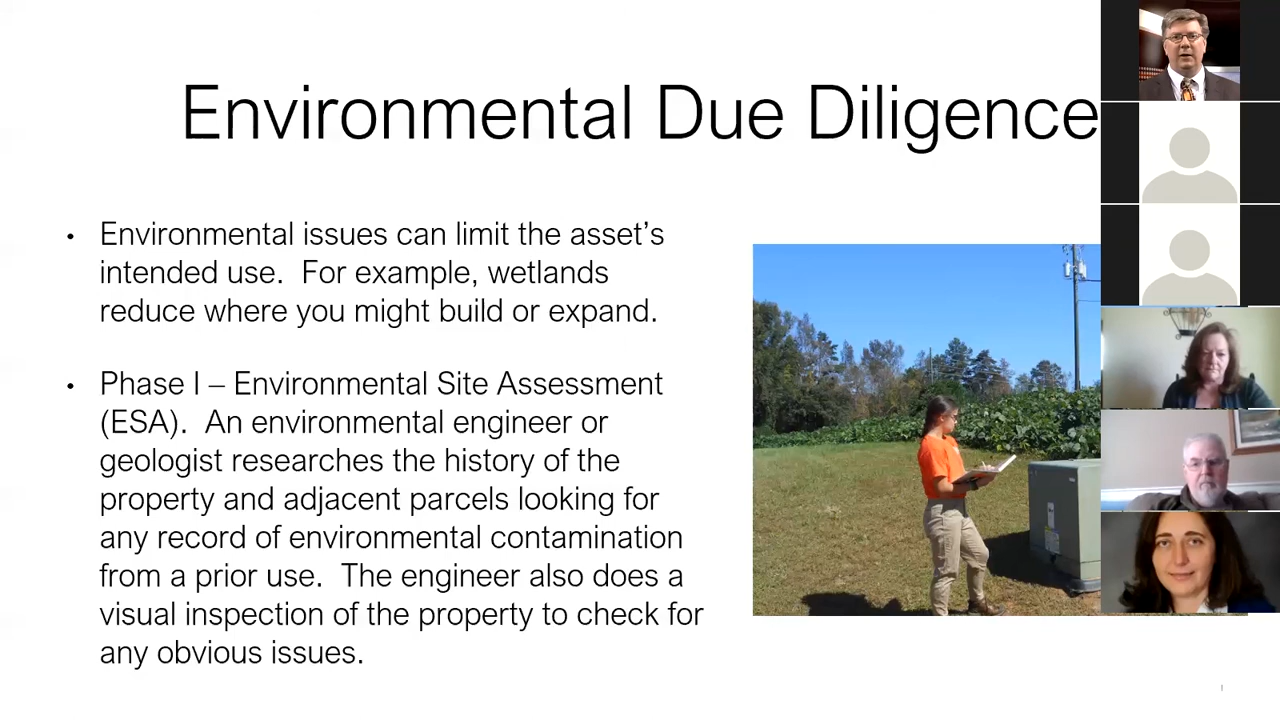 Environmental Due Diligence
• Environmental issues can limit the asset’s
intended use.  For example, wetlands
reduce where you might build or expand.
• Phase I – Environmental Site Assessment
(ESA).  An environmental engineer or
geologist researches the history of the
property and adjacent parcels looking for
any record of environmental contamination
from a prior use.  The engineer also does a
visual inspection of the property to check for
any obvious issues.